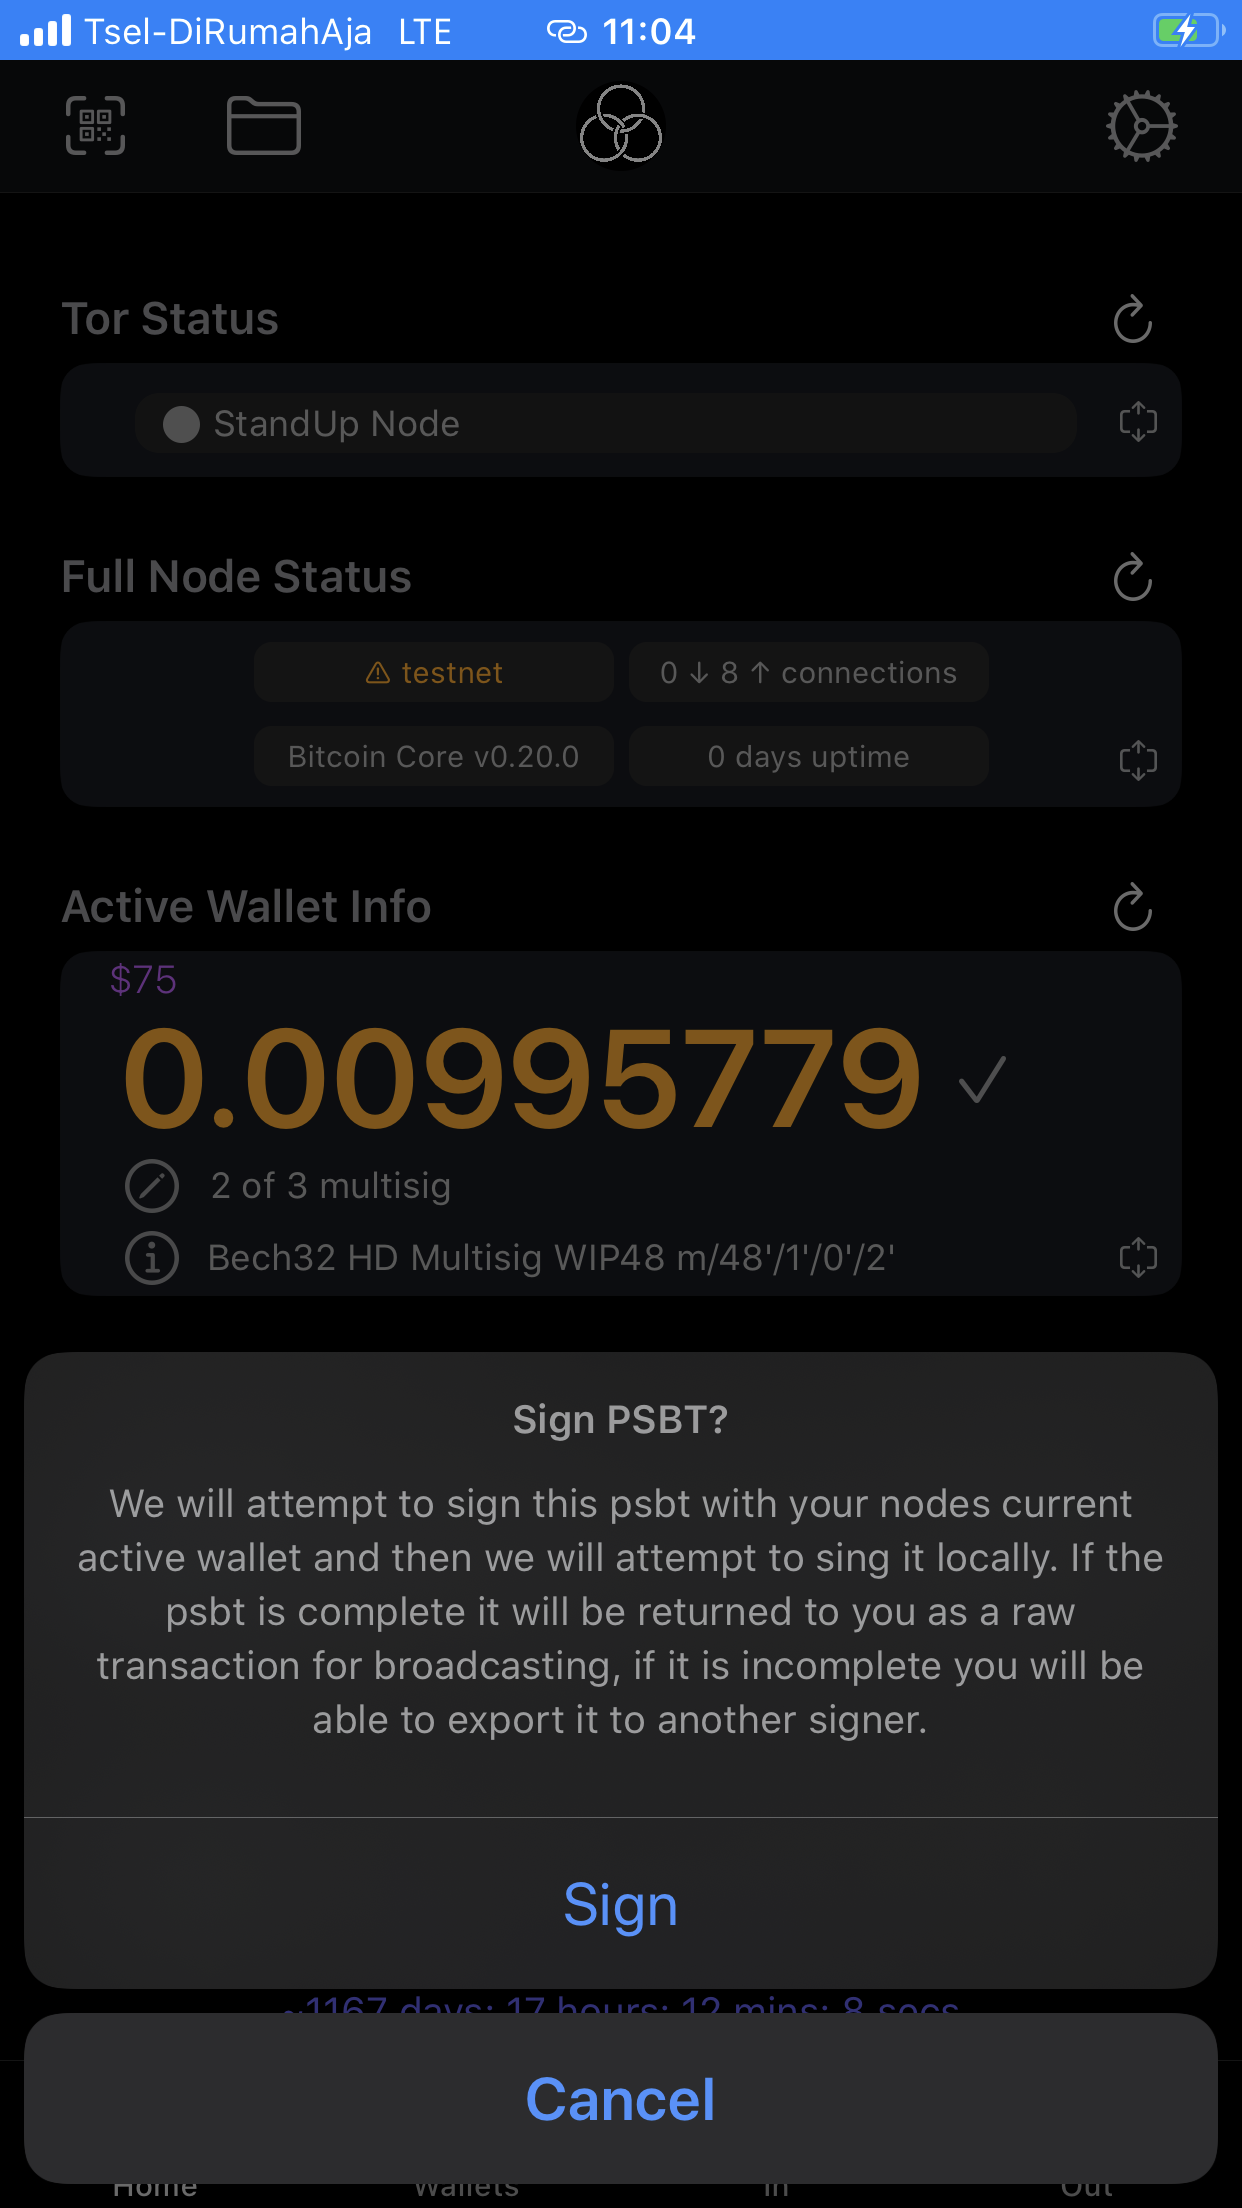 Tsel-DiRumahAja LTE 11:04
Tor Status
StandUp Node
Full Node Status
testnet
0 ↓ 8 ↑ connections
Bitcoin Core v0.20.0
0 days uptime
Active Wallet Info
$75
0.00995779
2 of 3 multisig
Bech32 HD Multisig WIP48 m/48'/1'/0'/2'
Sign PSBT?
We will attempt to sign this psbt with your nodes current
active wallet and then we will attempt to sing it locally. If the
psbt is complete it will be returned to you as a raw
transaction for broadcasting, if it is incomplete you will be
able to export it to another signer.
Sign
~1167 days: 17 hours: 12 mins: 8 secs
Cancel
Home
Wallets
In
Out